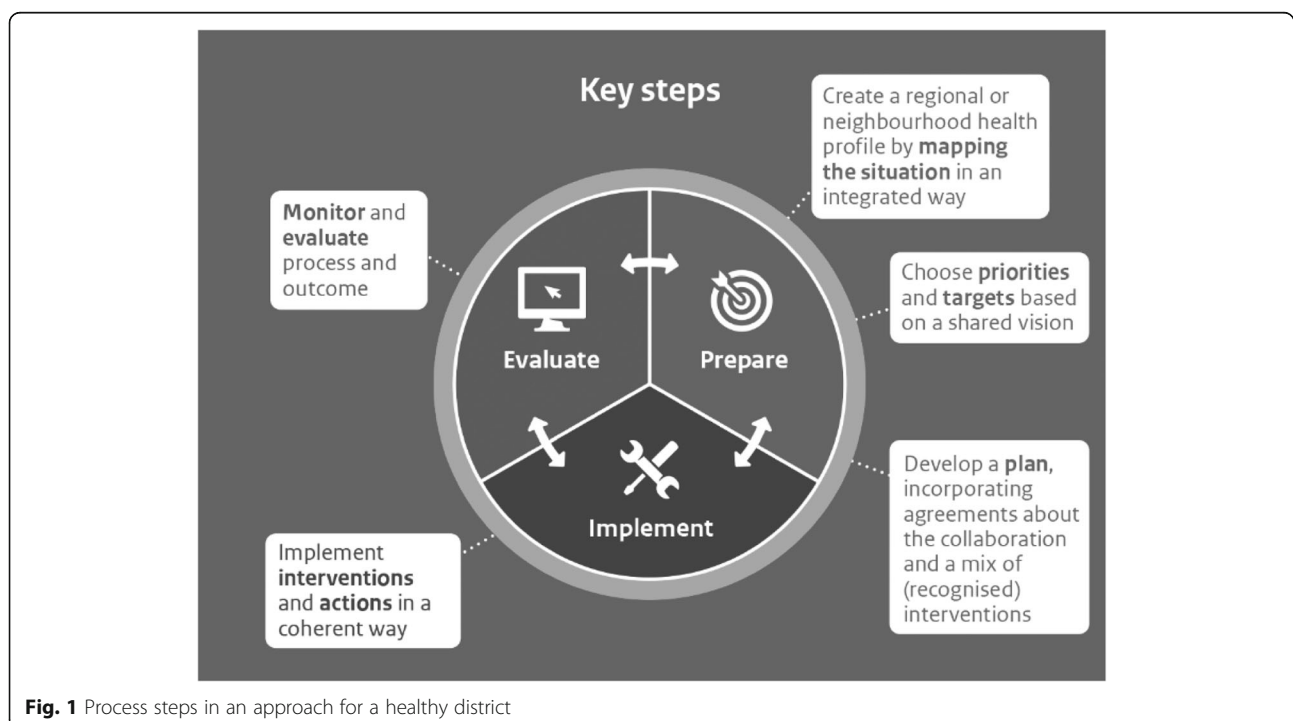 Key steps
Create a regional or
neighbourhood health
profile by mapping
the situation in an
integrated way
Monitor and
evaluate
process and
outcome
Choose priorities
and targets based
on a shared vision
Evaluate
Prepare
Develop a plan,
incorporating
agreements about
the collaboration
and a mix of
(recognised)
interventions
Implement
Implement
interventions
and actions in a
coherent way
Fig. 1 Process steps in an approach for a healthy district